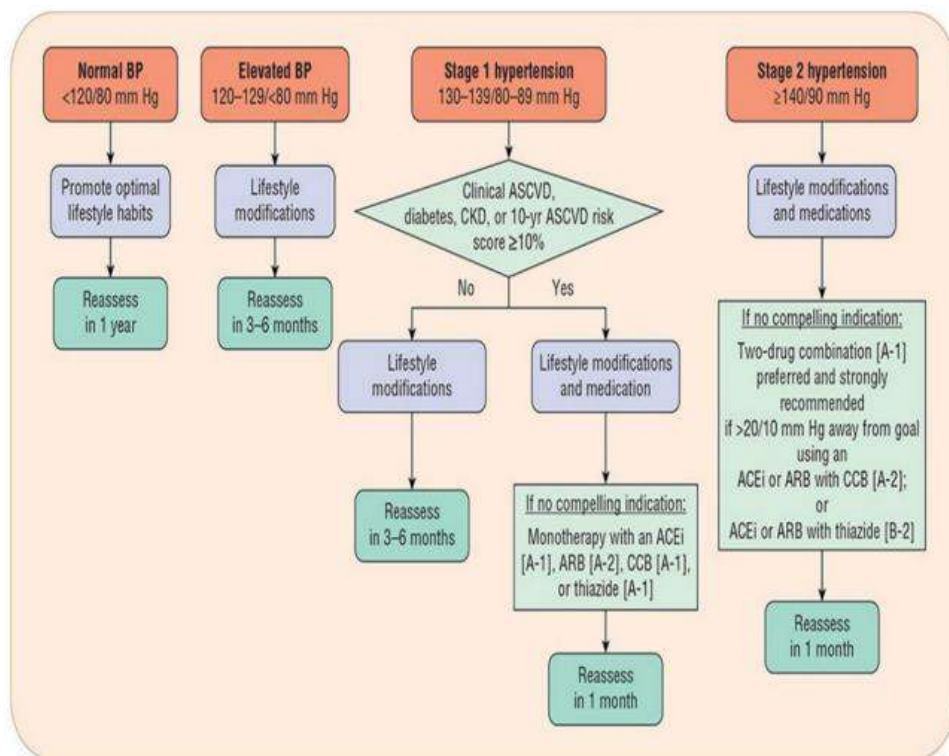 Normal BP
<120/80 mm Hg
Elevated BP
120–129/<80 mm Hg
Stage 1 hypertension
130–139/80–89 mm Hg
Stage 2 hypertension
≥140/90 mm Hg
Promote optimal
lifestyle habits
Lifestyle
modifications
Clinical ASCVD,
diabetes, CKD, or 10-yr ASCVD risk
score ≥10%
Lifestyle modifications
and medications
Reassess
in 1 year
Reassess
in 3–6 months
No
Yes
Lifestyle
modifications
Lifestyle modifications
and medication
If no compelling indication:
Two-drug combination [A-1]
preferred and strongly
recommended
if >20/10 mm Hg away from goal
using an
ACEi or ARB with CCB [A-2];
or
ACEi or ARB with thiazide [B-2]
Reassess
in 3–6 months
If no compelling indication:
Monotherapy with an ACEi
[A-1], ARB [A-2], CCB [A-1],
or thiazide [A-1]
Reassess
in 1 month
Reassess
in 1 month